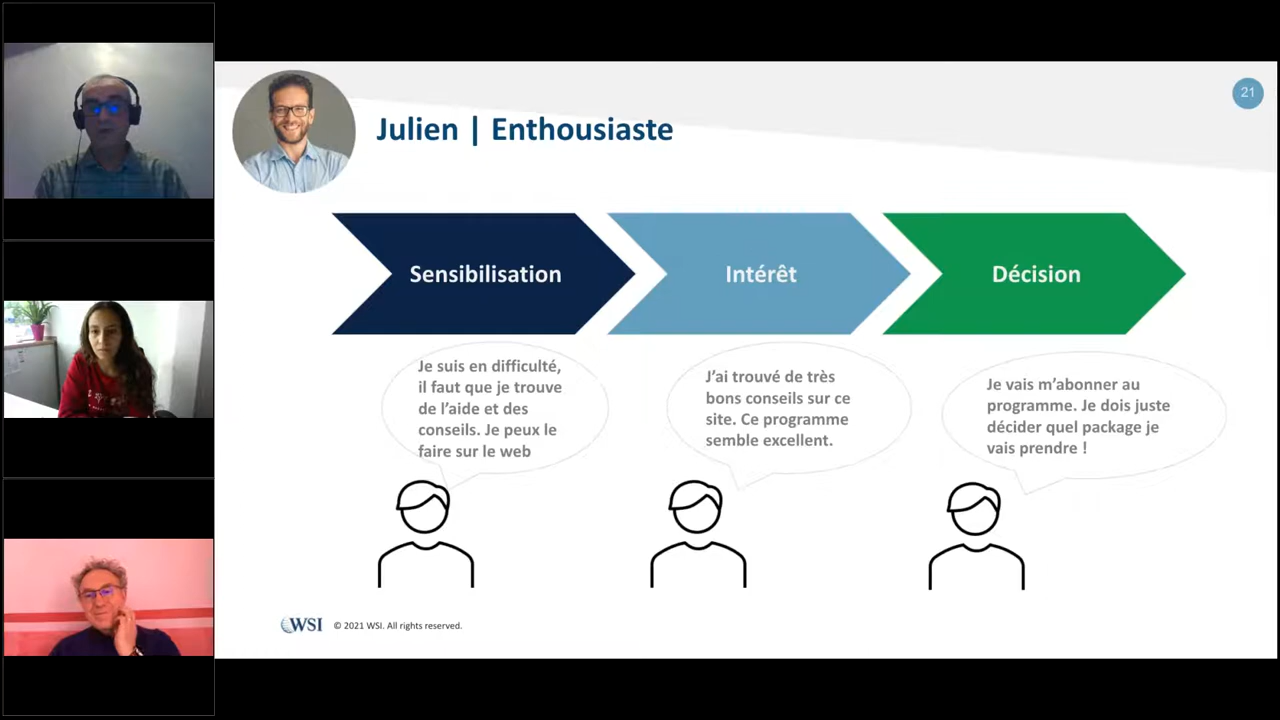 21
Julien | Enthousiaste
Sensibilisation
Intérêt
Décision
Je suis en difficulté,
il faut que je trouve
de l’aide et des
conseils. Je peux le
faire sur le web
J’ai trouvé de très
bons conseils sur ce
site. Ce programme
semble excellent.
Je vais m’abonner au
programme. Je dois juste
décider quel package je
vais prendre !
WSI © 2021 WSI. All rights reserved.